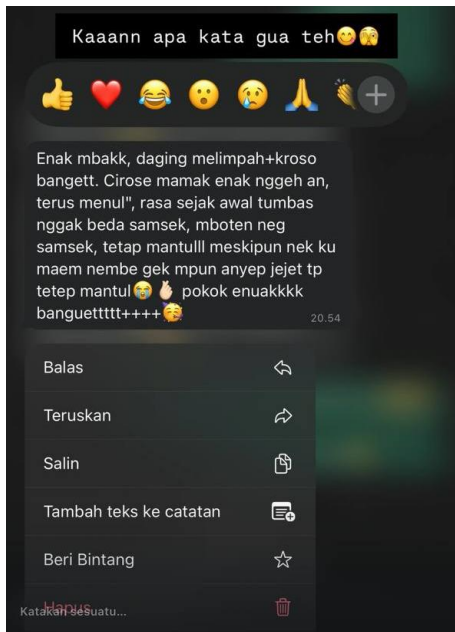 Kaaann apa kata gua teh😋🫣
👍❤️😂😮😢🙏👏+
Enak mbakk, daging melimpah+kroso
bangett. Cirose mamak enak nggeh an,
terus menul", rasa sejak awal tumbas
nggak beda samsek, mboten neg
samsek, tetap mantulll meskipun nek ku
maem nembe gek mpun anyep jejet tp
tetep mantul😭🫰🏻 pokok enuakkkk
banguettttt++++🥳
20.54
Balas
Teruskan
Salin
Tambah teks ke catatan
Beri Bintang
Hapus
Katakan sesuatu...